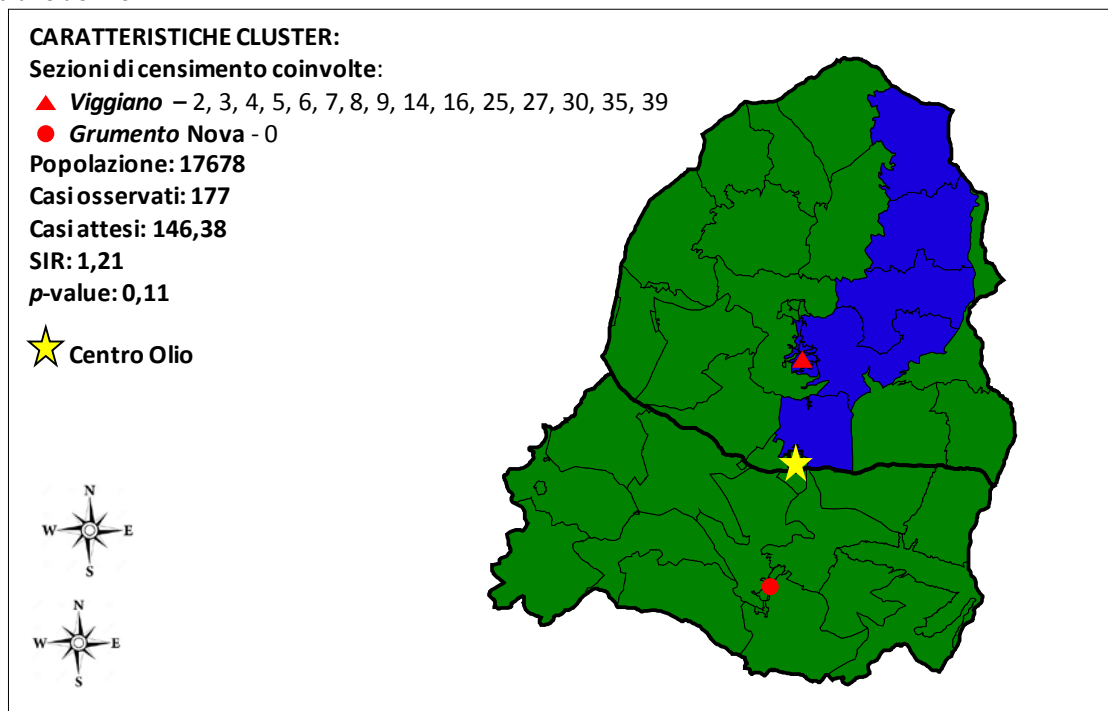 CARATTERISTICHE CLUSTER:
Sezioni di censimento coinvolte:
Viggiano – 2, 3, 4, 5, 6, 7, 8, 9, 14, 16, 25, 27, 30, 35, 39
Grumento Nova - 0
Popolazione: 17678
Casi osservati: 177
Casi attesi: 146,38
SIR: 1,21
p-value: 0,11
Centro Olio
N
W E
S
N
W E
S